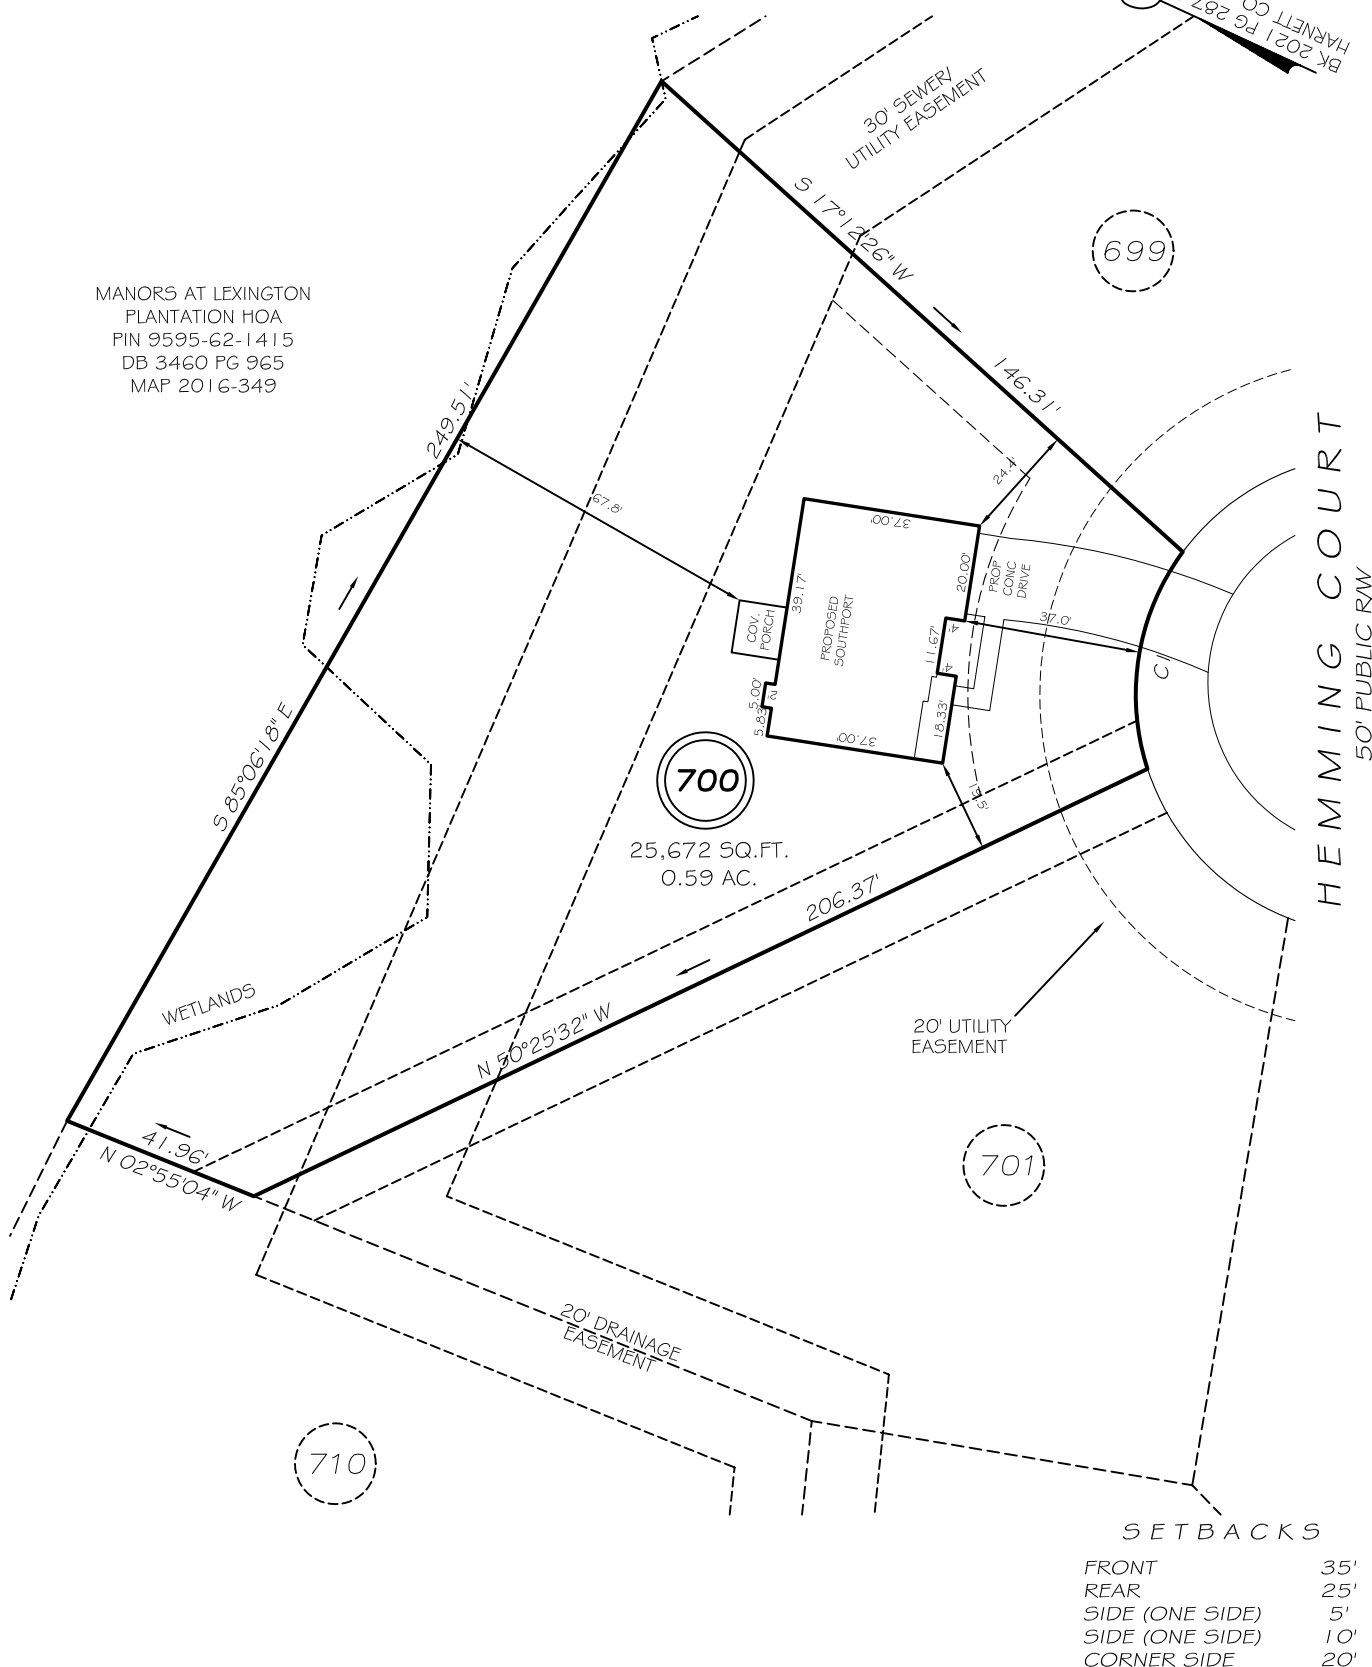 BK 2021 PG 287
HARNETT CO
30' SEWER/
UTILITY EASEMENT
S 17°12'26" W
146.31'
699
MANORS AT LEXINGTON
PLANTATION HOA
PIN 9595-62-1415
DB 3460 PG 965
MAP 2016-349
249.51'
S 85°06'18" E
67.8'
24.4'
37.00'
39.17'
20.00'
PROP
CONC
DRIVE
COV.
PORCH
PROPOSED
SOUTHPORT
11.67'
4'
4'
37.0'
C1
5.00'
2'
5.83'
18.33'
37.00'
15.5'
HEMMING COURT
50' PUBLIC R/W
700
25,672 SQ.FT.
0.59 AC.
206.37'
N 50°25'32" W
WETLANDS
20' UTILITY
EASEMENT
41.96'
N 02°55'04" W
701
20' DRAINAGE
EASEMENT
710
SETBACKS
FRONT 35'
REAR 25'
SIDE (ONE SIDE) 5'
SIDE (ONE SIDE) 10'
CORNER SIDE 20'